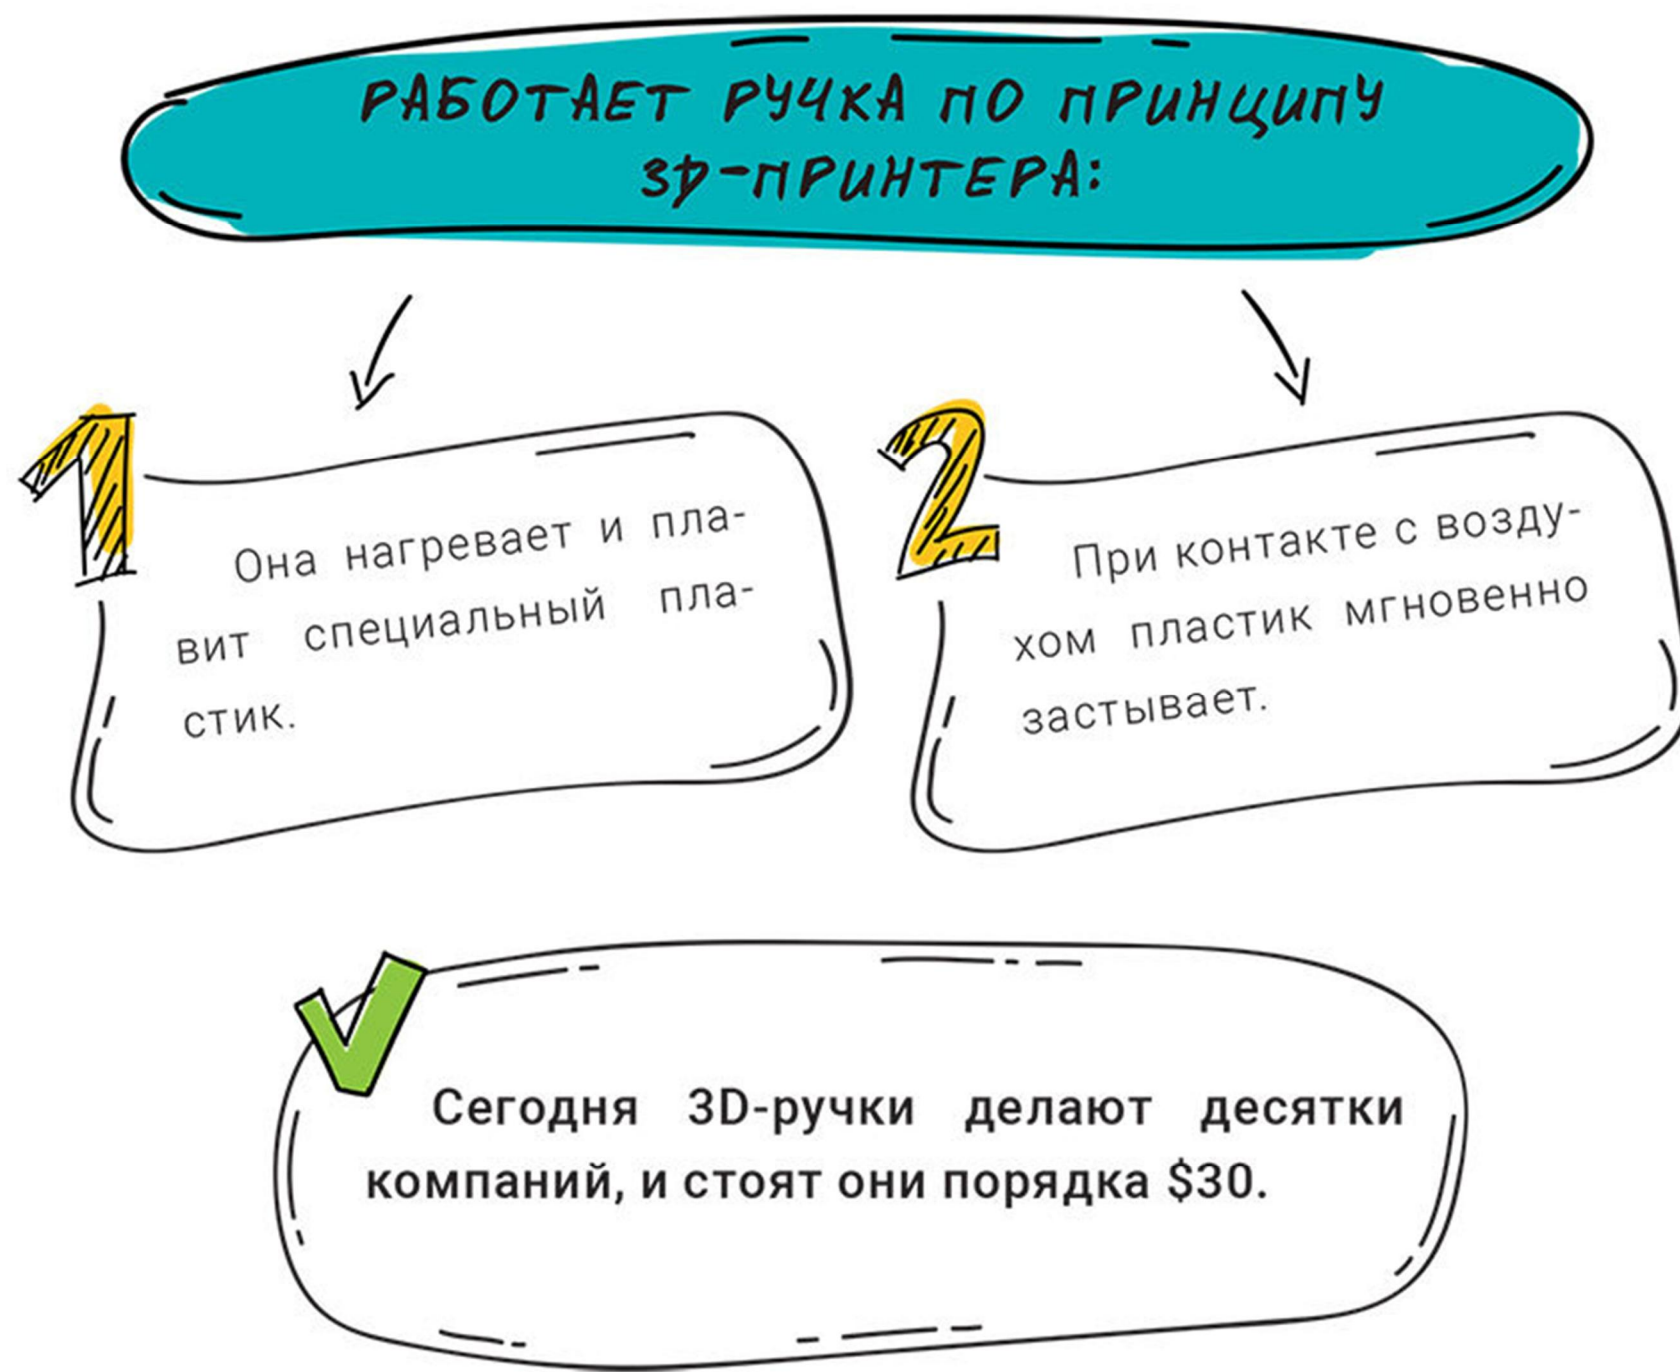 РАБОТАЕТ РУЧКА ПО ПРИНЦИПУ
3D-ПРИНТЕРА:
1
Она нагревает и пла-
вит специальный пла-
стик.
2
При контакте с возду-
хом пластик мгновенно
застывает.
Сегодня 3D-ручки делают десятки
компаний, и стоят они порядка $30.